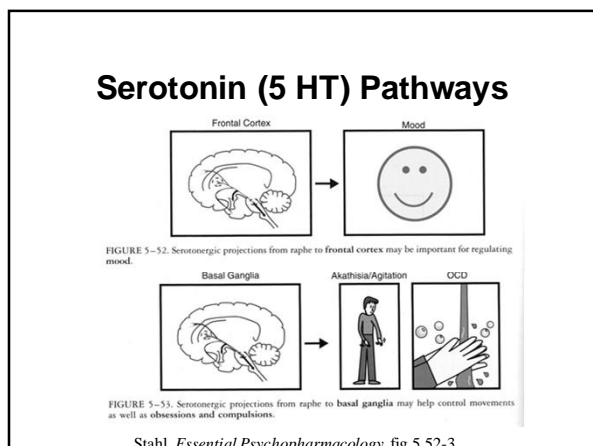 Serotonin (5 HT) Pathways
Frontal Cortex
Mood
FIGURE 5–52. Serotonergic projections from raphe to frontal cortex may be important for regulating
mood.
Basal Ganglia
Akathisia/Agitation
OCD
FIGURE 5–53. Serotonergic projections from raphe to basal ganglia may help control movements
as well as obsessions and compulsions.
Stahl, Essential Psychopharmacology, fig 5.52-3